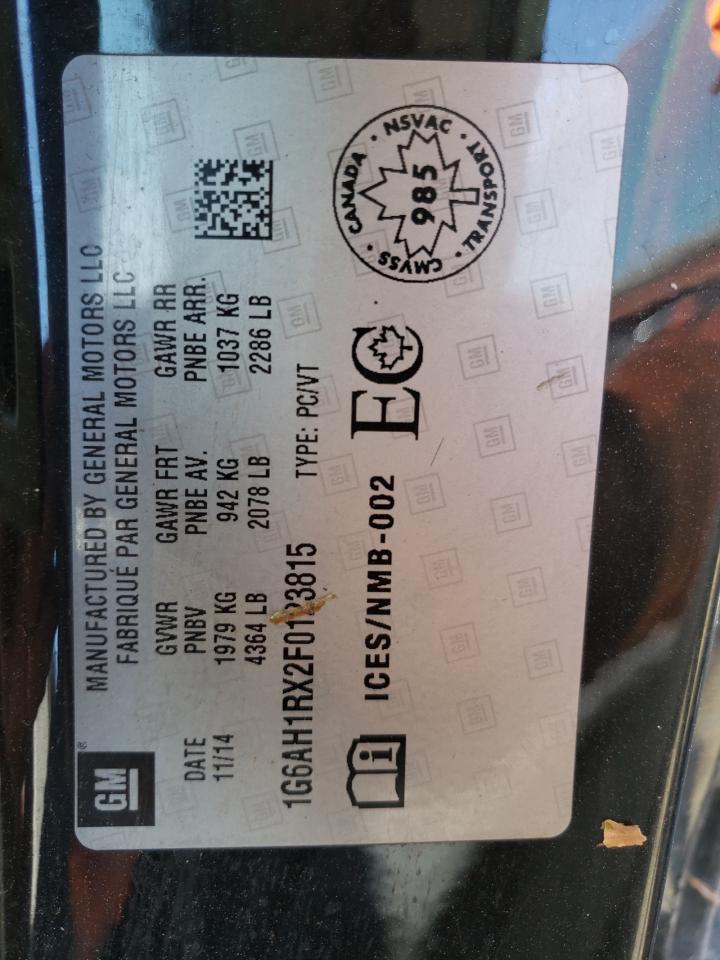 GM®
MANUFACTURED BY GENERAL MOTORS LLC
FABRIQUÉ PAR GENERAL MOTORS LLC
DATE GVWR GAWR FRT GAWR RR
11/14 PNBV PNBE AV. PNBE ARR.
1979 KG 942 KG 1037 KG
4364 LB 2078 LB 2286 LB
1G6AH1RX2F0123815 TYPE: PC/VT
i ICES/NMB-002 EC
CANADA • NSVAC • TRANSPORT • CMVSS •
985